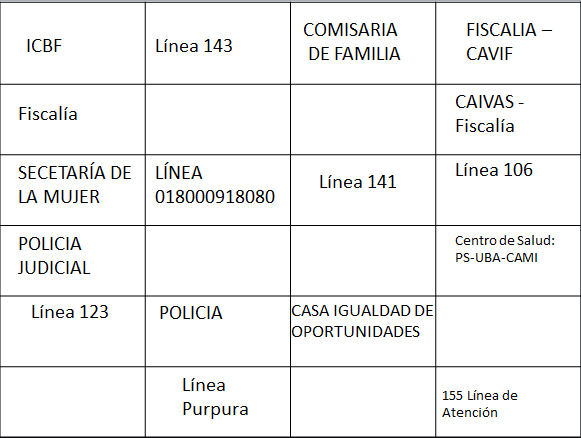 ICBF
Línea 143
COMISARIA
DE FAMILIA
FISCALIA –
CAVIF
Fiscalía
CAIVAS -
Fiscalía
SECRETARÍA DE
LA MUJER
LÍNEA
018000918080
Línea 141
Línea 106
POLICIA
JUDICIAL
Centro de Salud:
PS-UBA-CAMI
Línea 123
POLICIA
CASA IGUALDAD DE
OPORTUNIDADES
Línea
Purpura
155 Línea de
Atención